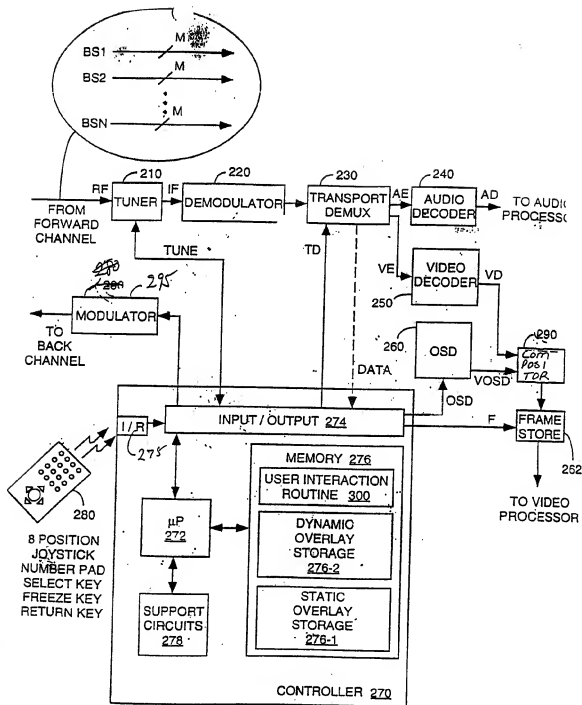 BS1 M
BS2 M
BSN M
210 220 230 240
RF TUNER IF DEMODULATOR TRANSPORT DEMUX AE AUDIO DECODER AD TO AUDIO
FROM FORWARD CHANNEL
TUNE
TD
VE
VIDEO DECODER
VD
250
295
MODULATOR
TO BACK CHANNEL
260
OSD
VOSD
290
COMPOSITOR
DATA
OSD
I/R
275
INPUT / OUTPUT 274
F
FRAME STORE
262
TO VIDEO PROCESSOR
280
8 POSITION
JOYSTICK
NUMBER PAD
SELECT KEY
FREEZE KEY
RETURN KEY
µP
272
SUPPORT
CIRCUITS
278
MEMORY 276
USER INTERACTION
ROUTINE 300
DYNAMIC
OVERLAY
STORAGE
276-2
STATIC
OVERLAY
STORAGE
276-1
CONTROLLER 270